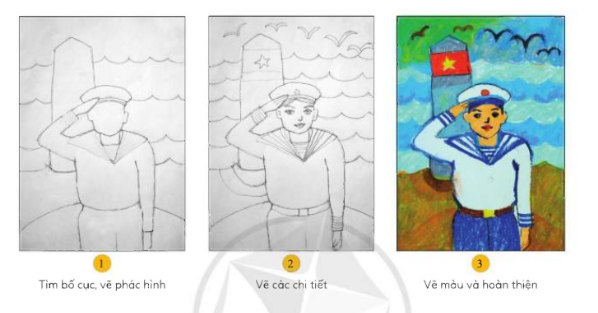 1
Tìm bố cục, vẽ phác hình
2
Vẽ các chi tiết
3
Vẽ màu và hoàn thiện